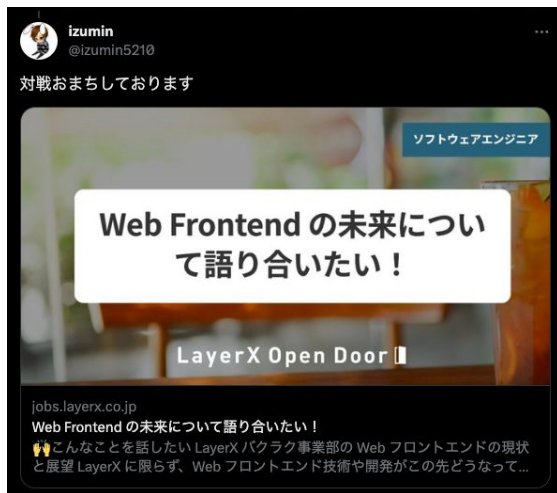 izumin
@izumin5210
対戦おまちしております
ソフトウェアエンジニア
Web Frontend の未来につい
て語り合いたい！
LayerX Open Door
jobs.layerx.co.jp
Web Frontend の未来について語り合いたい！
🙌こんなことを話したい LayerX バクラク事業部の Web フロントエンドの現状
と展望 LayerX に限らず、Web フロントエンド技術や開発がこの先どうなって...